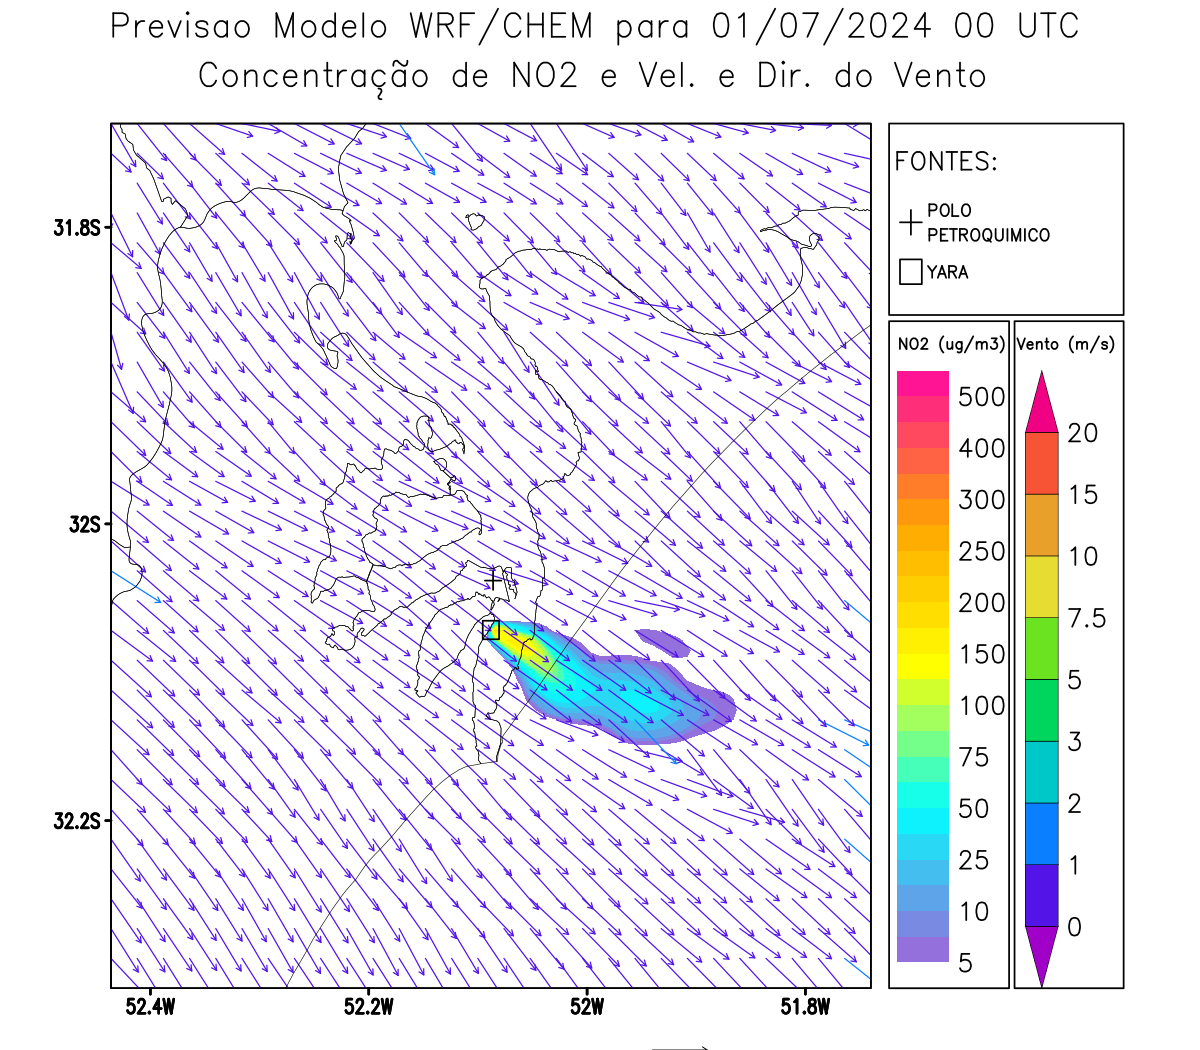 Previsao Modelo WRF/CHEM para 01/07/2024 00 UTC
Concentração de NO2 e Vel. e Dir. do Vento
FONTES:
POLO
PETROQUIMICO
YARA
NO2 (ug/m3)
Vento (m/s)
500
400
300
250
200
150
100
75
50
25
10
5
20
15
10
7.5
5
3
2
1
0
31.8S
32S
32.2S
52.4W
52.2W
52W
51.8W